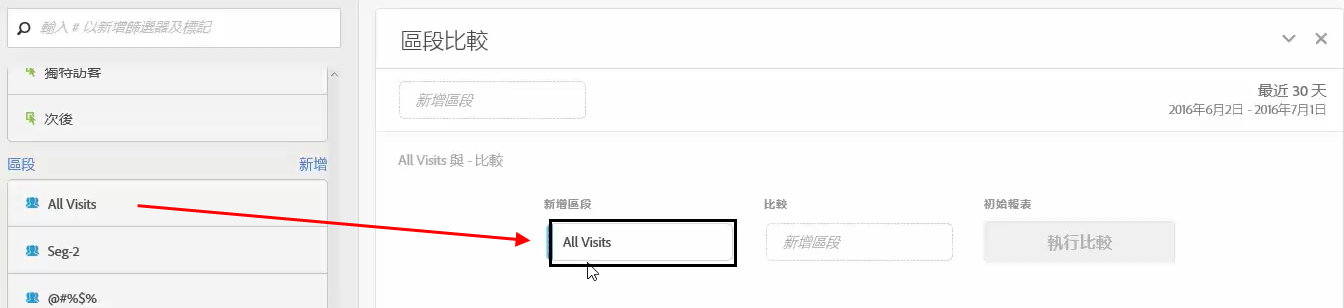 輸入 # 以新增篩選器及標記
獨特訪客
次後
區段 新增
All Visits
Seg-2
@#%$%
區段比較
新增區段
最近 30 天
2016年6月2日 - 2016年7月1日
All Visits 與 - 比較
新增區段 比較 初始報表
All Visits 新增區段 執行比較